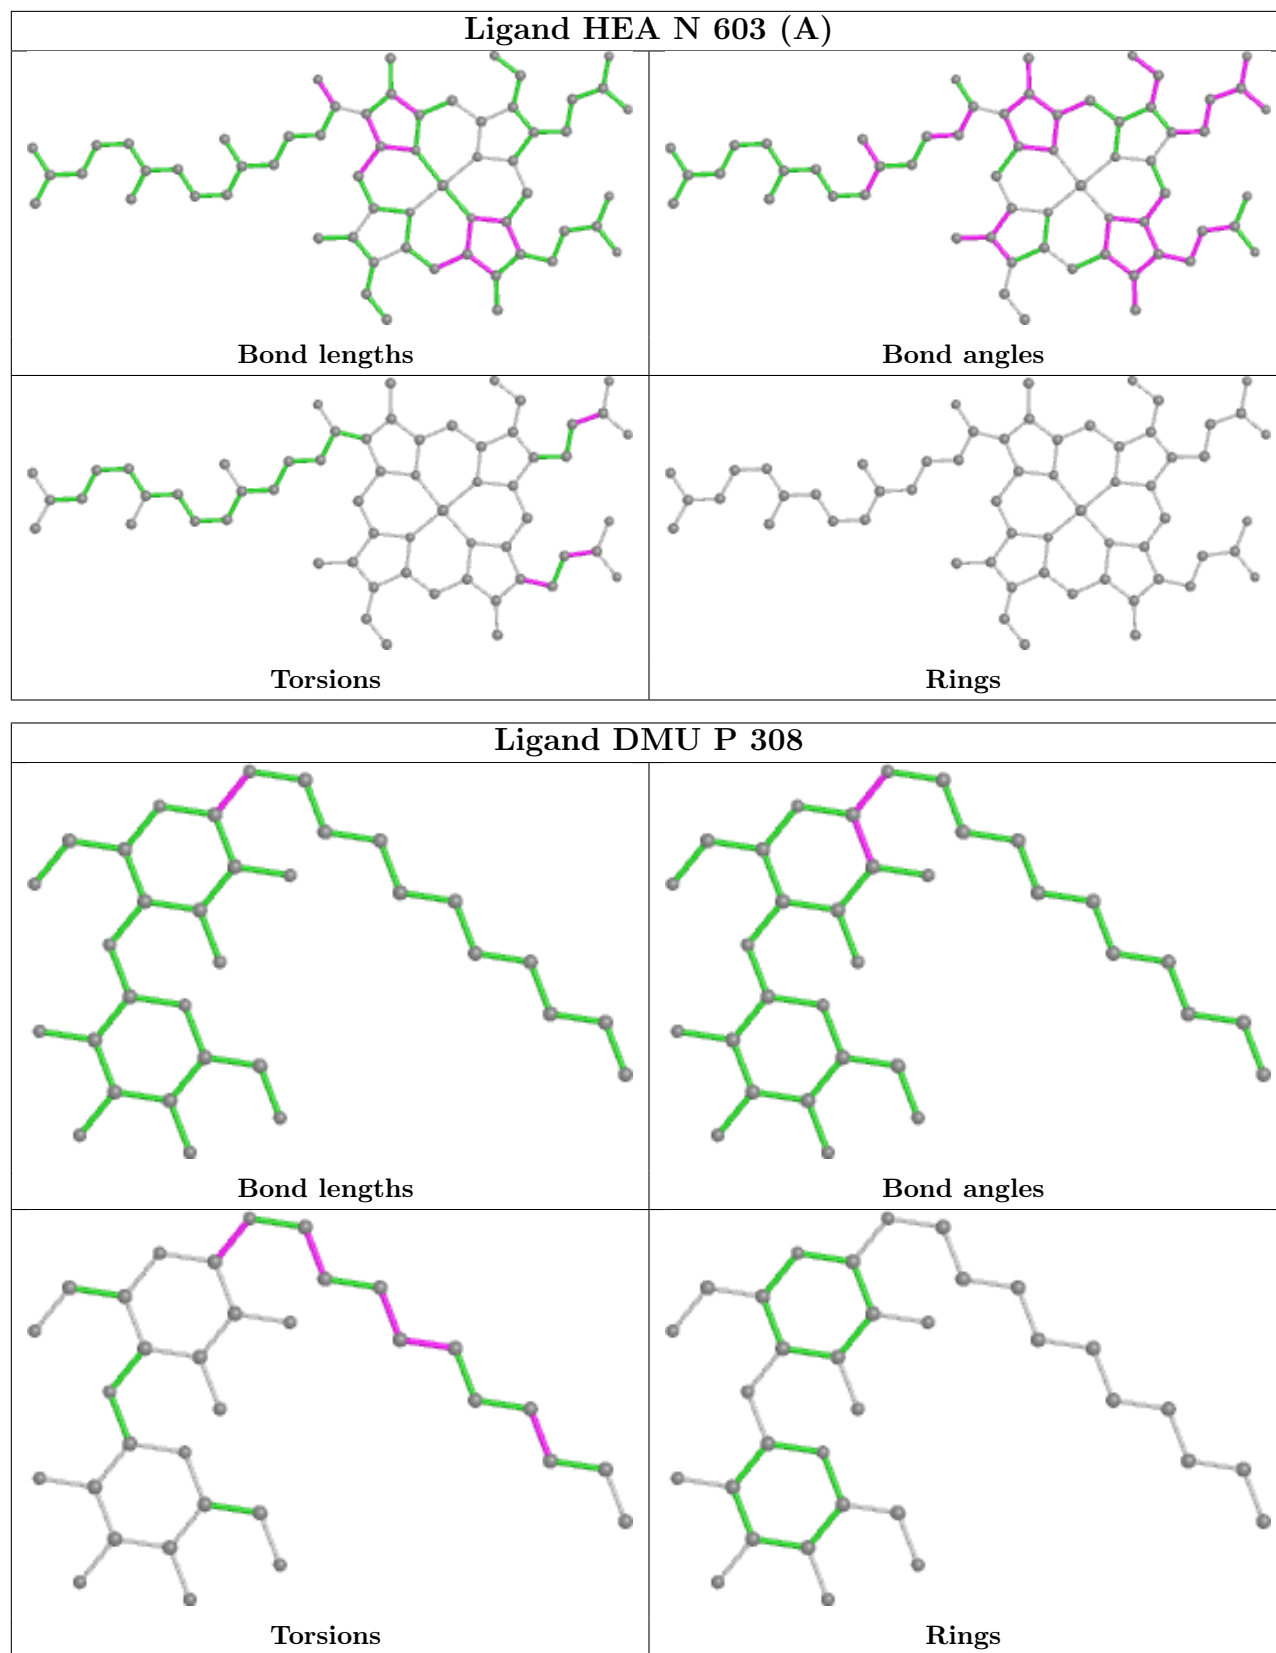 Ligand HEA N 603 (A)
Bond lengths
Bond angles
Torsions
Rings
Ligand DMU P 308
Bond lengths
Bond angles
Torsions
Rings